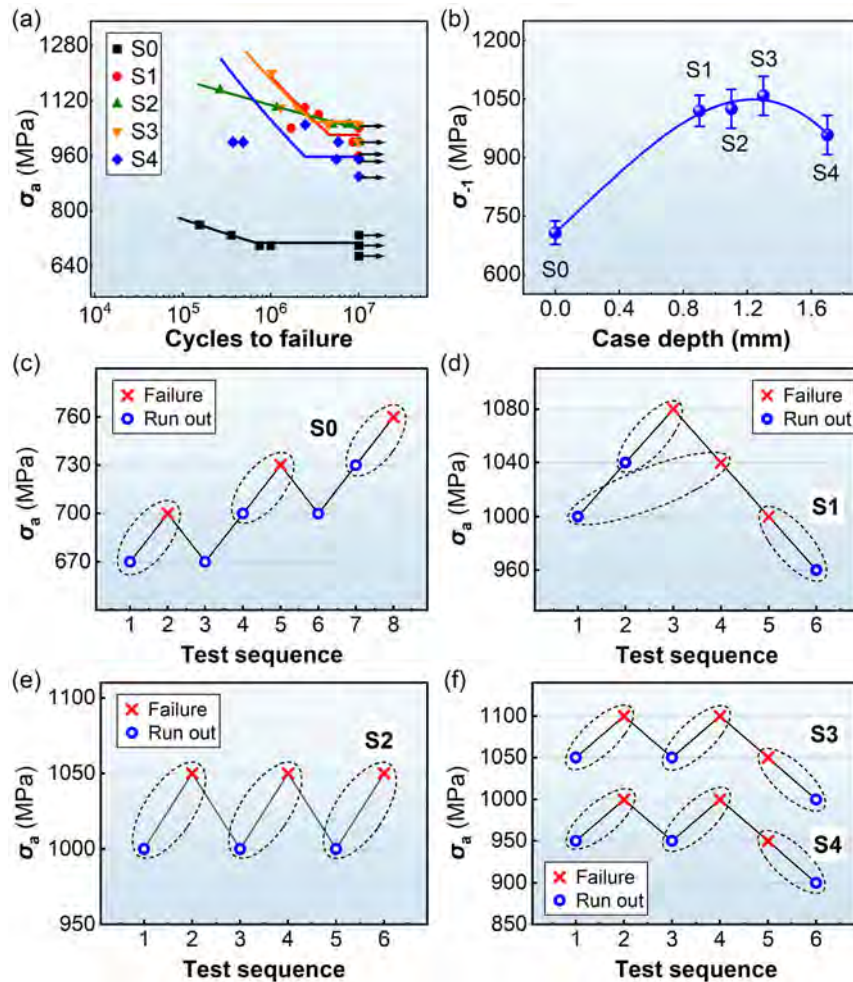 (a)
1280
1120
960
800
640
σa (MPa)
S0
S1
S2
S3
S4
10^4
10^5
10^6
10^7
Cycles to failure
(b)
1200
1050
900
750
600
σ-1 (MPa)
S0
S1
S2
S3
S4
0.0
0.4
0.8
1.2
1.6
Case depth (mm)
(c)
Failure
Run out
S0
760
730
700
670
σa (MPa)
1 2 3 4 5 6 7 8
Test sequence
(d)
Failure
Run out
S1
1080
1040
1000
960
σa (MPa)
1 2 3 4 5 6
Test sequence
(e)
Failure
Run out
S2
1100
1050
1000
950
σa (MPa)
1 2 3 4 5 6
Test sequence
(f)
S3
S4
1100
1050
1000
950
900
850
σa (MPa)
Failure
Run out
1 2 3 4 5 6
Test sequence